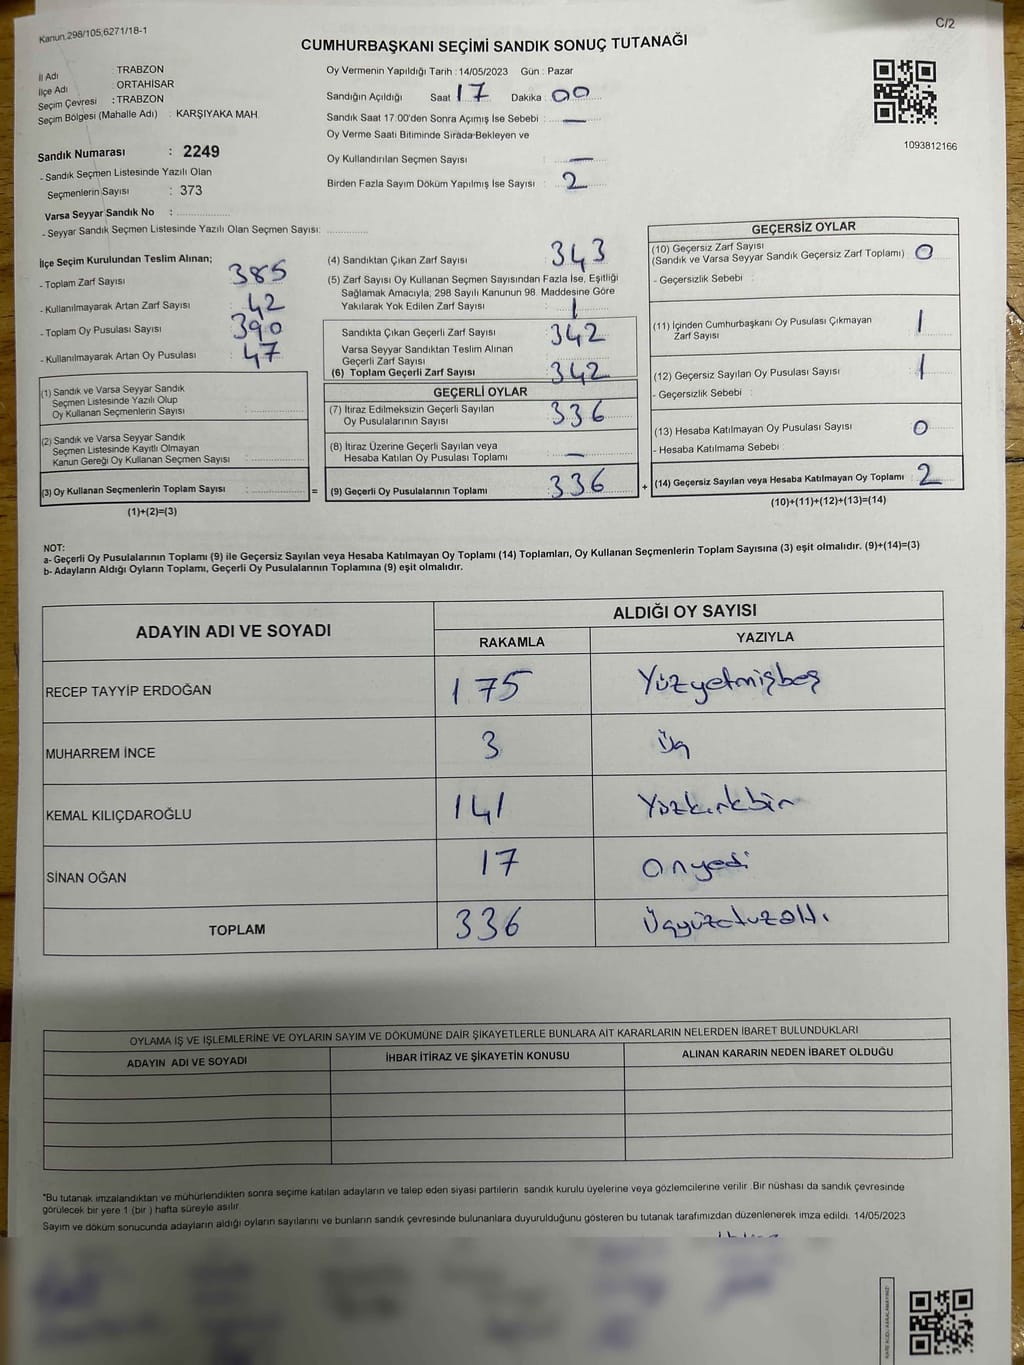 Kanun.298/105,6271/18-1
C/2
CUMHURBAŞKANI SEÇİMİ SANDIK SONUÇ TUTANAĞI
İl Adı : TRABZON
İlçe Adı : ORTAHİSAR
Seçim Çevresi : TRABZON
Seçim Bölgesi (Mahalle Adı) : KARŞIYAKA MAH.
Sandık Numarası : 2249
- Sandık Seçmen Listesinde Yazılı Olan
Seçmenlerin Sayısı : 373
Varsa Seyyar Sandık No :
- Seyyar Sandık Seçmen Listesinde Yazılı Olan Seçmen Sayısı:
Oy Vermenin Yapıldığı Tarih : 14/05/2023 Gün : Pazar
Sandığın Açıldığı Saat 17 Dakika : 00
Sandık Saat 17:00'den Sonra Açımış İse Sebebi : —
Oy Verme Saati Bitiminde Sırada Bekleyen ve
Oy Kullandırılan Seçmen Sayısı : —
Birden Fazla Sayım Döküm Yapılmış İse Sayısı : 2
1093812166
İlçe Seçim Kurulundan Teslim Alınan;
- Toplam Zarf Sayısı : 385
- Kullanılmayarak Artan Zarf Sayısı : 42
- Toplam Oy Pusulası Sayısı : 390
- Kullanılmayarak Artan Oy Pusulası : 47
(1) Sandık ve Varsa Seyyar Sandık
Seçmen Listesinde Yazılı Olup
Oy Kullanan Seçmenlerin Sayısı :
(2) Sandık ve Varsa Seyyar Sandık
Seçmen Listesinde Kayıtlı Olmayan
Kanun Gereği Oy Kullanan Seçmen Sayısı :
(3) Oy Kullanan Seçmenlerin Toplam Sayısı :
(1)+(2)=(3)
(4) Sandıktan Çıkan Zarf Sayısı : 343
(5) Zarf Sayısı Oy Kullanan Seçmen Sayısından Fazla İse, Eşitliği
Sağlamak Amacıyla; 298 Sayılı Kanunun 98. Maddesine Göre
Yakılarak Yok Edilen Zarf Sayısı : 1
Sandıkta Çıkan Geçerli Zarf Sayısı : 342
Varsa Seyyar Sandıktan Teslim Alınan
Geçerli Zarf Sayısı :
(6) Toplam Geçerli Zarf Sayısı : 342
GEÇERLİ OYLAR
(7) İtiraz Edilmeksizin Geçerli Sayılan
Oy Pusulalarının Sayısı : 336
(8) İtiraz Üzerine Geçerli Sayılan veya
Hesaba Katılan Oy Pusulası Toplamı : —
= (9) Geçerli Oy Pusulalarının Toplamı : 336 +
GEÇERSİZ OYLAR
(10) Geçersiz Zarf Sayısı
(Sandık ve Varsa Seyyar Sandık Geçersiz Zarf Toplamı) : 0
- Geçersizlik Sebebi :
(11) İçinden Cumhurbaşkanı Oy Pusulası Çıkmayan
Zarf Sayısı : 1
(12) Geçersiz Sayılan Oy Pusulası Sayısı : 1
- Geçersizlik Sebebi :
(13) Hesaba Katılmayan Oy Pusulası Sayısı : 0
- Hesaba Katılmama Sebebi :
(14) Geçersiz Sayılan veya Hesaba Katılmayan Oy Toplamı : 2
(10)+(11)+(12)+(13)=(14)
NOT:
a- Geçerli Oy Pusulalarının Toplamı (9) ile Geçersiz Sayılan veya Hesaba Katılmayan Oy Toplamı (14) Toplamları, Oy Kullanan Seçmenlerin Toplam Sayısına (3) eşit olmalıdır. (9)+(14)=(3)
b- Adayların Aldığı Oyların Toplamı, Geçerli Oy Pusulalarının Toplamına (9) eşit olmalıdır.
ADAYIN ADI VE SOYADI
ALDIĞI OY SAYISI
RAKAMLA YAZIYLA
RECEP TAYYİP ERDOĞAN 175 Yüzyetmişbeş
MUHARREM İNCE 3 Üç
KEMAL KILIÇDAROĞLU 141 Yüzkırkbir
SİNAN OĞAN 17 Onyedi
TOPLAM 336 Üçyüzotuzaltı
OYLAMA İŞ VE İŞLEMLERİNE VE OYLARIN SAYIM VE DÖKÜMÜNE DAİR ŞİKAYETLERLE BUNLARA AİT KARARLARIN NELERDEN İBARET BULUNDUKLARI
ADAYIN ADI VE SOYADI İHBAR İTİRAZ VE ŞİKAYETİN KONUSU ALINAN KARARIN NEDEN İBARET OLDUĞU
*Bu tutanak imzalandıktan ve mühürlendikten sonra seçime katılan adayların ve talep eden siyasi partilerin sandık kurulu üyelerine veya gözlemcilerine verilir. Bir nüshası da sandık çevresinde
görülecek bir yere 1 (bir) hafta süreyle asılır.
Sayım ve döküm sonucunda adayların aldığı oyların sayılarını ve bunların sandık çevresinde bulunanlara duyurulduğunu gösteren bu tutanak tarafımızdan düzenlenerek imza edildi. 14/05/2023